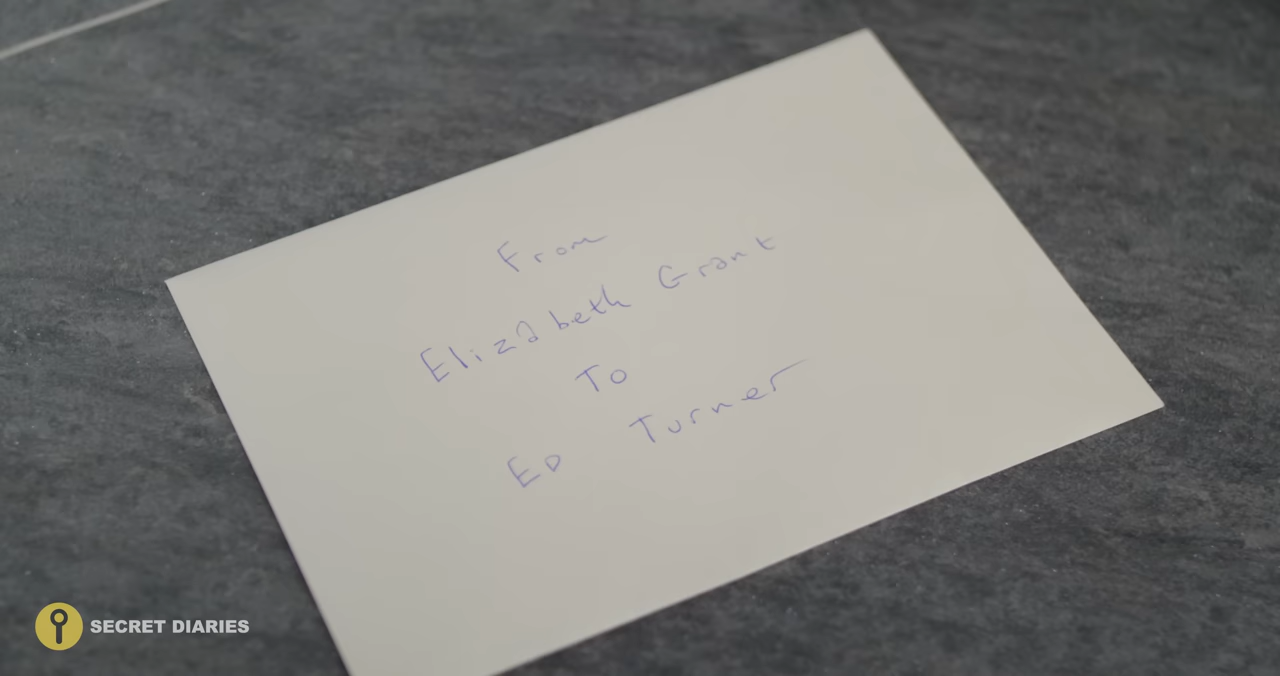 From
Elizabeth Grant
To
ED Turner
SECRET DIARIES